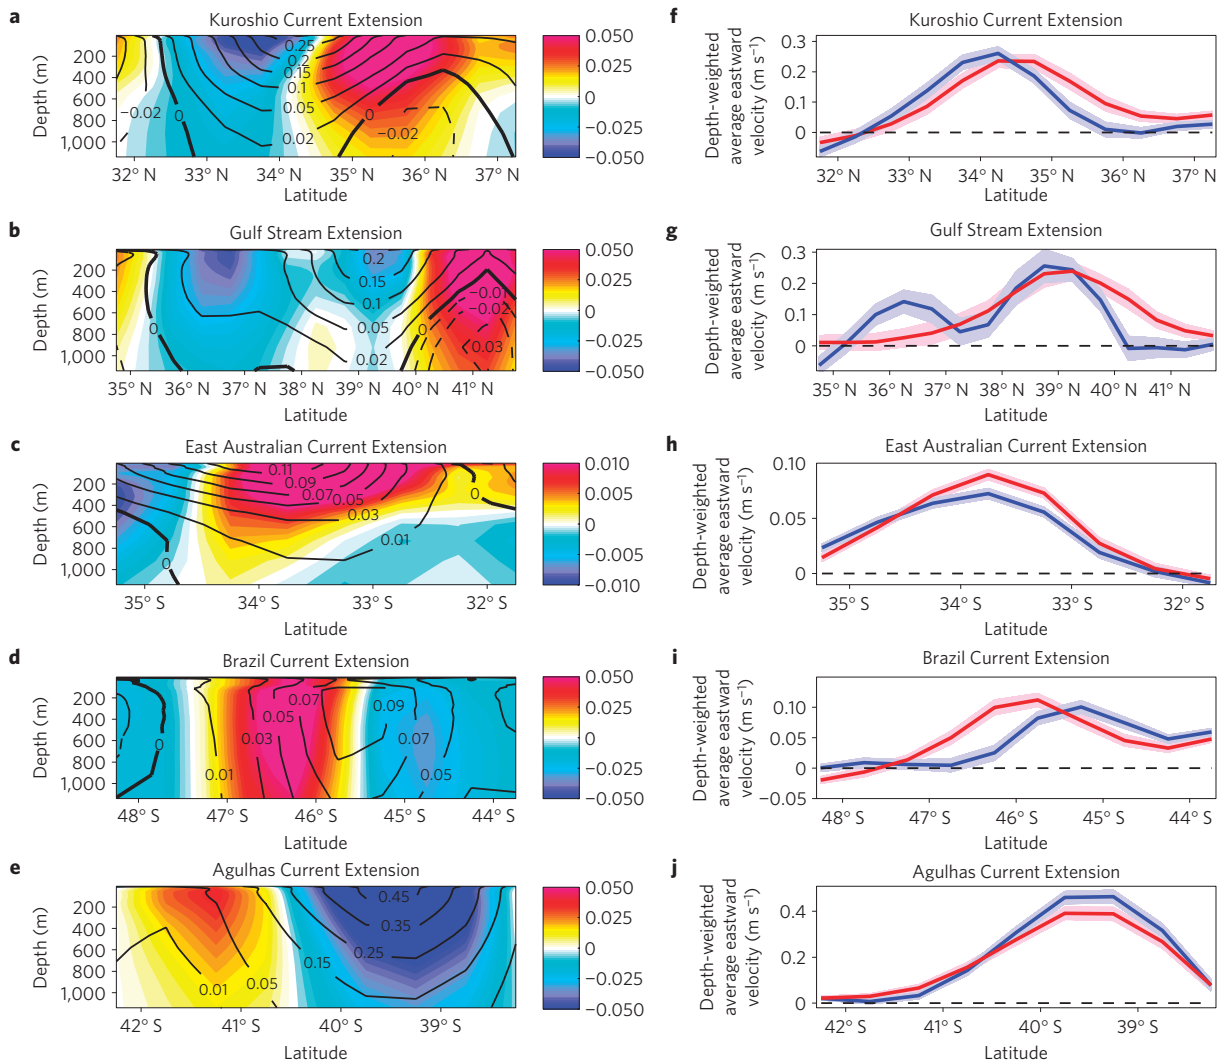 a
Kuroshio Current Extension
Depth (m)
200
400
600
800
1,000
0.25
0.2
0.15
0.1
0.05
0.02
0
0
−0.02
−0.02
32° N 33° N 34° N 35° N 36° N 37° N
Latitude
0.050
0.025
0
−0.025
−0.050
f
Kuroshio Current Extension
Depth-weighted
average eastward
velocity (m s−1)
0.3
0.2
0.1
0
32° N 33° N 34° N 35° N 36° N 37° N
Latitude
b
Gulf Stream Extension
Depth (m)
200
400
600
800
1,000
0.2
0.15
0.1
0.05
0.02
0
0
−0.01
−0.02
0.03
35° N 36° N 37° N 38° N 39° N 40° N 41° N
Latitude
0.050
0.025
0
−0.025
−0.050
g
Gulf Stream Extension
Depth-weighted
average eastward
velocity (m s−1)
0.3
0.2
0.1
0
35° N 36° N 37° N 38° N 39° N 40° N 41° N
Latitude
c
East Australian Current Extension
Depth (m)
200
400
600
800
1,000
0.11
0.09
0.07
0.05
0.03
0.01
0
0
35° S 34° S 33° S 32° S
Latitude
0.010
0.005
0
−0.005
−0.010
h
East Australian Current Extension
Depth-weighted
average eastward
velocity (m s−1)
0.10
0.05
0
35° S 34° S 33° S 32° S
Latitude
d
Brazil Current Extension
Depth (m)
200
400
600
800
1,000
0
0.01
0.03
0.05
0.07
0.09
0.07
0.05
48° S 47° S 46° S 45° S 44° S
Latitude
0.050
0.025
0
−0.025
−0.050
i
Brazil Current Extension
Depth-weighted
average eastward
velocity (m s−1)
0.10
0.05
0
−0.05
48° S 47° S 46° S 45° S 44° S
Latitude
e
Agulhas Current Extension
Depth (m)
200
400
600
800
1,000
0.01
0.05
0.15
0.25
0.35
0.45
42° S 41° S 40° S 39° S
Latitude
0.050
0.025
0
−0.025
−0.050
j
Agulhas Current Extension
Depth-weighted
average eastward
velocity (m s−1)
0.4
0.2
0
42° S 41° S 40° S 39° S
Latitude